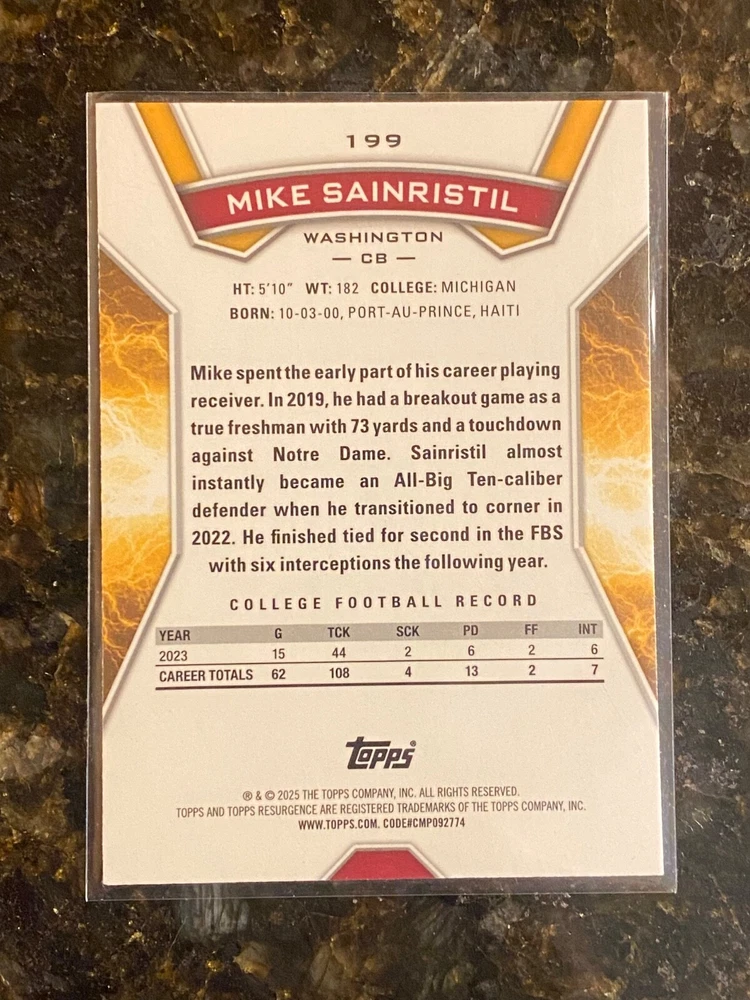 199
MIKE SAINRISTIL
WASHINGTON
— CB —
HT: 5'10" WT: 182 COLLEGE: MICHIGAN
BORN: 10-03-00, PORT-AU-PRINCE, HAITI
Mike spent the early part of his career playing
receiver. In 2019, he had a breakout game as a
true freshman with 73 yards and a touchdown
against Notre Dame. Sainristil almost
instantly became an All-Big Ten-caliber
defender when he transitioned to corner in
2022. He finished tied for second in the FBS
with six interceptions the following year.
COLLEGE FOOTBALL RECORD
YEAR G TCK SCK PD FF INT
2023 15 44 2 6 2 6
CAREER TOTALS 62 108 4 13 2 7
Topps®
® & © 2025 THE TOPPS COMPANY, INC. ALL RIGHTS RESERVED.
TOPPS AND TOPPS RESURGENCE ARE REGISTERED TRADEMARKS OF THE TOPPS COMPANY, INC.
WWW.TOPPS.COM. CODE#CMP092774